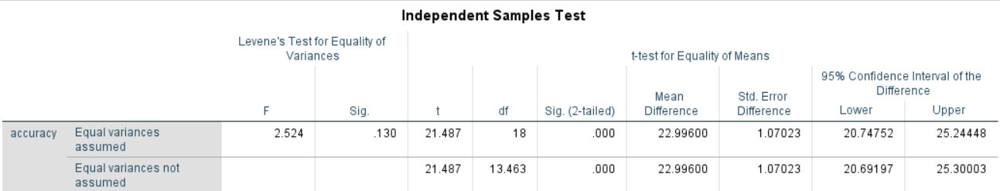 Independent Samples Test
Levene's Test for Equality of
Variances
t-test for Equality of Means
95% Confidence Interval of the
Difference
F Sig. t df Sig. (2-tailed) Mean
Difference Std. Error
Difference Lower Upper
accuracy Equal variances
assumed 2.524 .130 21.487 18 .000 22.99600 1.07023 20.74752 25.24448
Equal variances not
assumed 21.487 13.463 .000 22.99600 1.07023 20.69197 25.30003